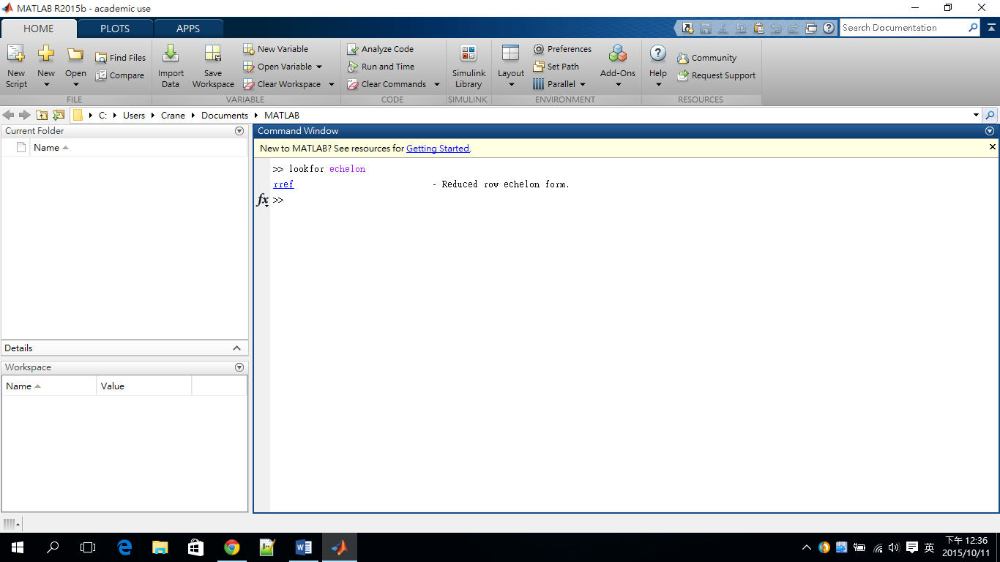 MATLAB R2015b - academic use
HOME PLOTS APPS
Search Documentation
New Script
New
Open
Find Files
Compare
Import Data
Save Workspace
New Variable
Open Variable
Clear Workspace
Analyze Code
Run and Time
Clear Commands
Simulink Library
Layout
Preferences
Set Path
Parallel
Add-Ons
Help
Community
Request Support
FILE VARIABLE CODE SIMULINK ENVIRONMENT RESOURCES
C: Users Crane Documents MATLAB
Current Folder
Name
Details
Workspace
Name Value
Command Window
New to MATLAB? See resources for Getting Started.
>> lookfor echelon
rref - Reduced row echelon form.
fx >>
英
下午 12:36
2015/10/11